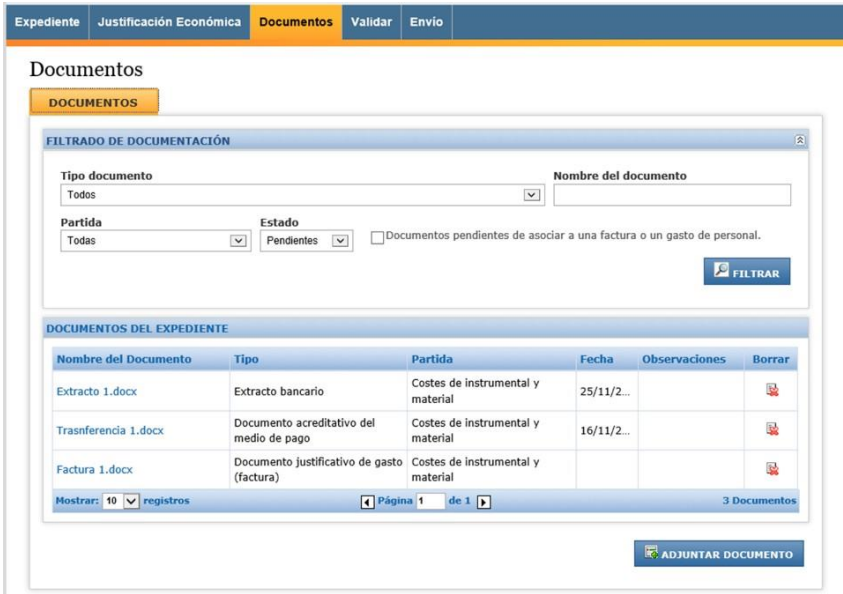 Expediente Justificación Económica Documentos Validar Envío
Documentos
DOCUMENTOS
FILTRADO DE DOCUMENTACIÓN
Tipo documento Nombre del documento
Todos
Partida Estado
Todas Pendientes Documentos pendientes de asociar a una factura o un gasto de personal.
FILTRAR
DOCUMENTOS DEL EXPEDIENTE
Nombre del Documento Tipo Partida Fecha Observaciones Borrar
Extracto 1.docx Extracto bancario Costes de instrumental y material 25/11/2...
Trasnferencia 1.docx Documento acreditativo del medio de pago Costes de instrumental y material 16/11/2...
Factura 1.docx Documento justificativo de gasto (factura) Costes de instrumental y material
Mostrar: 10 registros Página 1 de 1 3 Documentos
ADJUNTAR DOCUMENTO